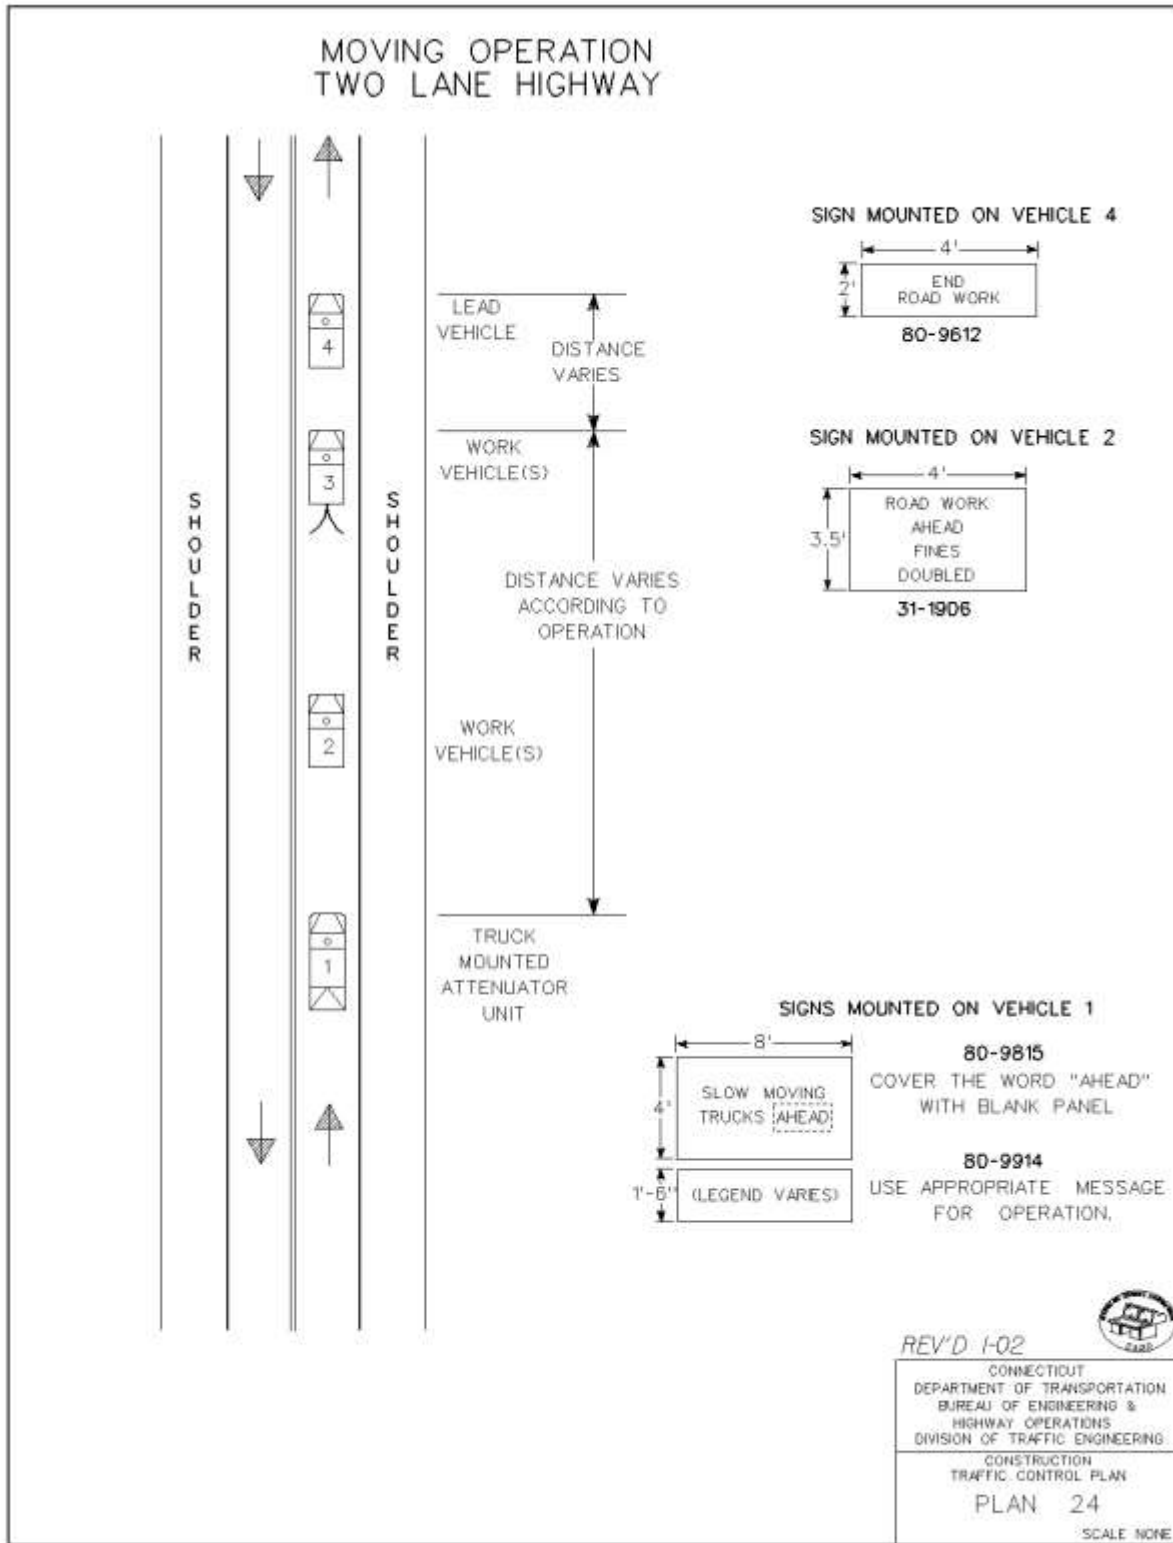 MOVING OPERATION
TWO LANE HIGHWAY
SIGN MOUNTED ON VEHICLE 4
4'
2'
END
ROAD WORK
80-9612
LEAD
VEHICLE
4
DISTANCE
VARIES
SIGN MOUNTED ON VEHICLE 2
4'
3.5'
ROAD WORK
AHEAD
FINES
DOUBLED
31-1906
WORK
VEHICLE(S)
3
SHOULDER
SHOULDER
DISTANCE VARIES
ACCORDING TO
OPERATION
WORK
VEHICLE(S)
2
TRUCK
MOUNTED
ATTENUATOR
UNIT
1
SIGNS MOUNTED ON VEHICLE 1
8'
4'
SLOW MOVING
TRUCKS AHEAD
80-9815
COVER THE WORD "AHEAD"
WITH BLANK PANEL
1'-6"
(LEGEND VARIES)
80-9914
USE APPROPRIATE MESSAGE
FOR OPERATION.
REV'D 1-02
CONNECTICUT
DEPARTMENT OF TRANSPORTATION
BUREAU OF ENGINEERING &
HIGHWAY OPERATIONS
DIVISION OF TRAFFIC ENGINEERING
CONSTRUCTION
TRAFFIC CONTROL PLAN
PLAN 24
SCALE NONE